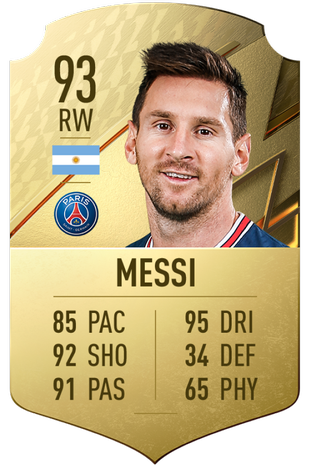 93
RW
PARIS
MESSI
85 PAC 95 DRI
92 SHO 34 DEF
91 PAS 65 PHY